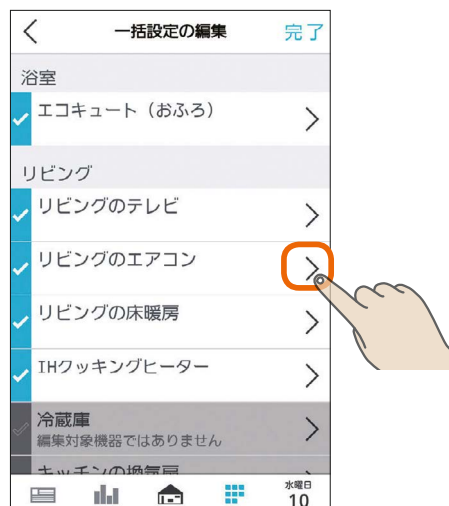 一括設定の編集
完了
浴室
エコキュート（おふろ）
リビング
リビングのテレビ
リビングのエアコン
リビングの床暖房
IHクッキングヒーター
冷蔵庫
編集対象機器ではありません
キッチンの換気扇
水曜日
10